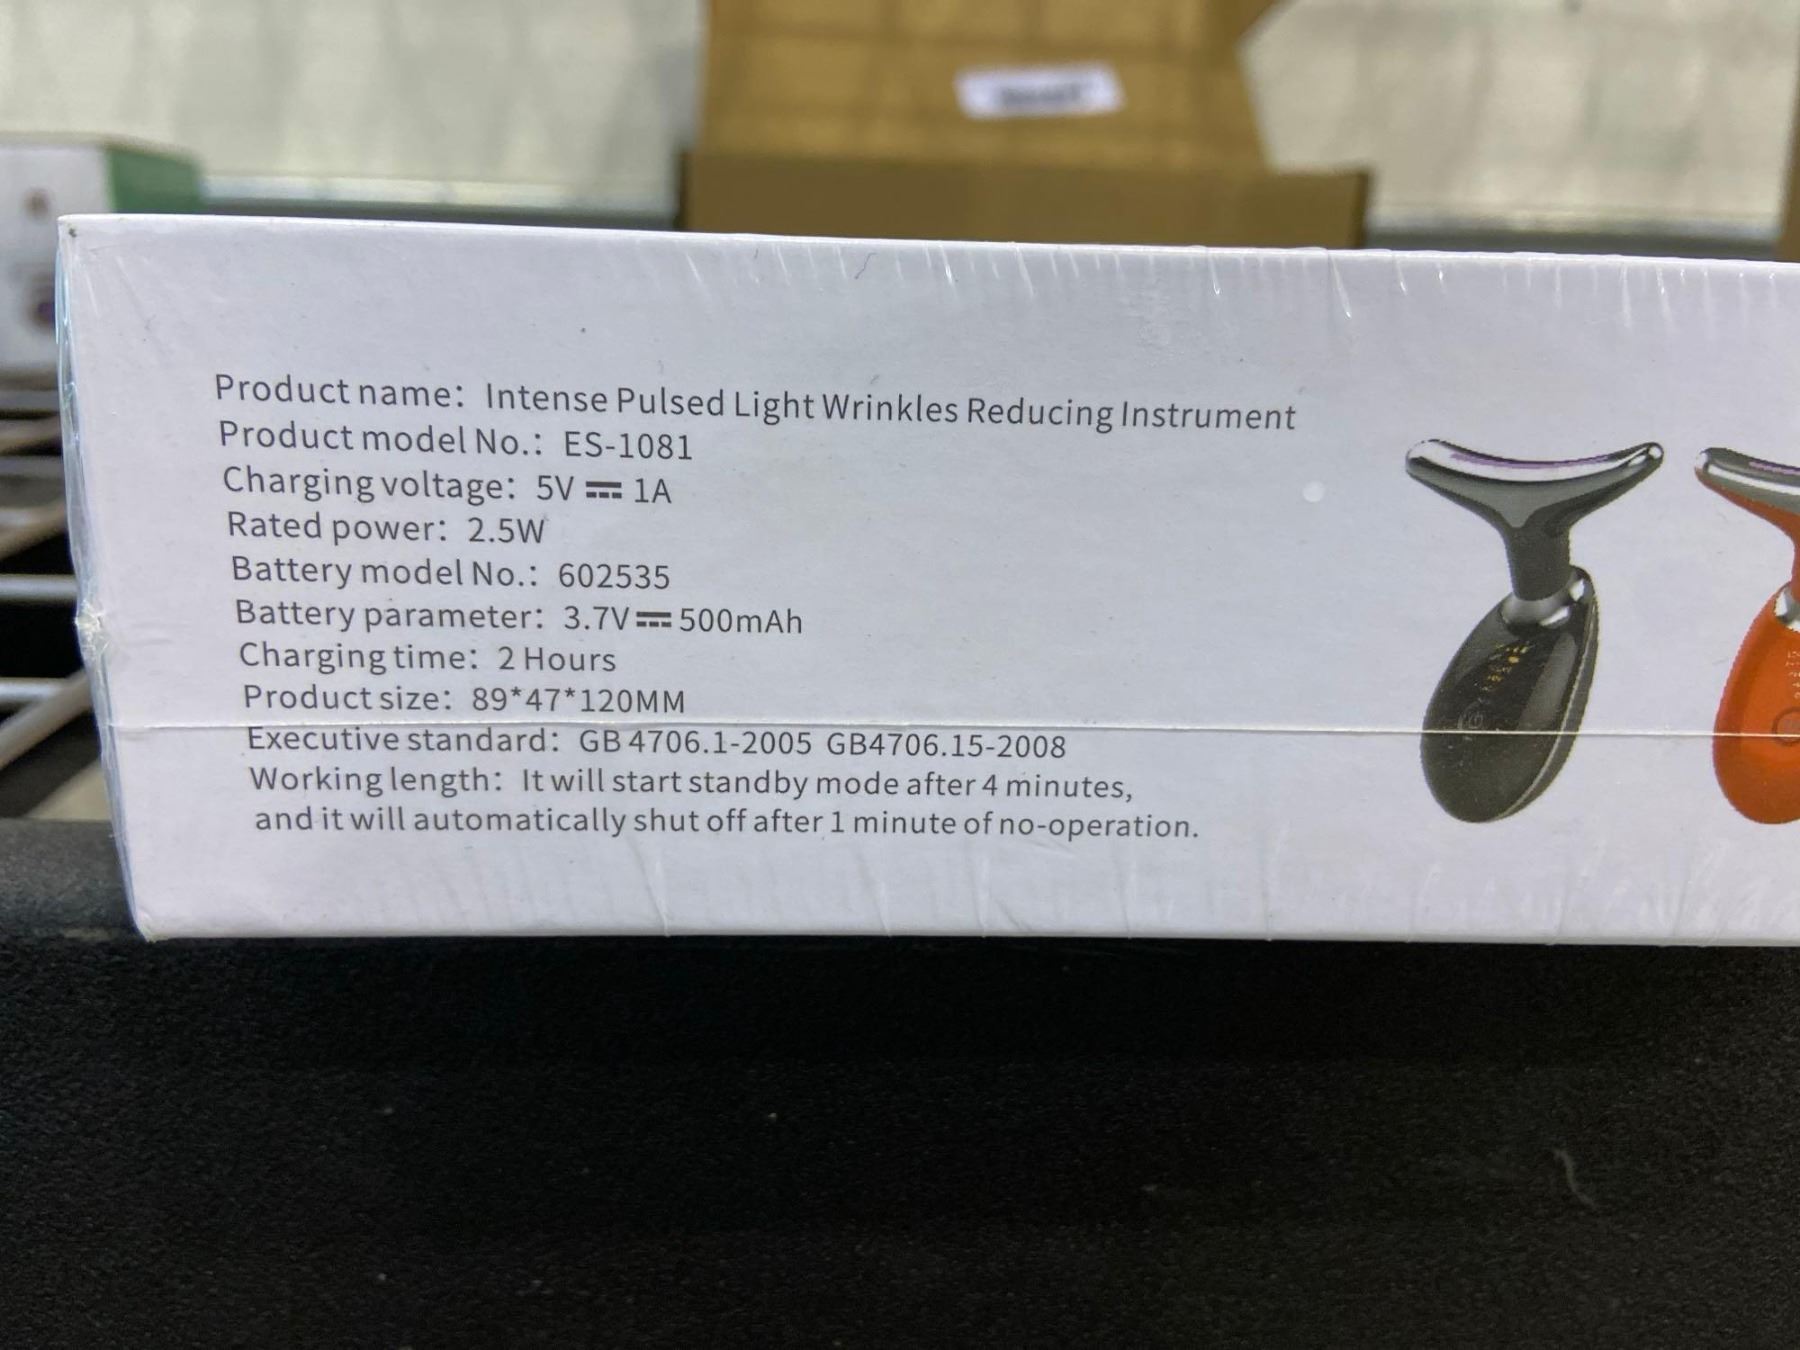 Product name: Intense Pulsed Light Wrinkles Reducing Instrument
Product model No.: ES-1081
Charging voltage: 5V ⎓ 1A
Rated power: 2.5W
Battery model No.: 602535
Battery parameter: 3.7V⎓500mAh
Charging time: 2 Hours
Product size: 89*47*120MM
Executive standard: GB 4706.1-2005 GB4706.15-2008
Working length: It will start standby mode after 4 minutes,
and it will automatically shut off after 1 minute of no-operation.